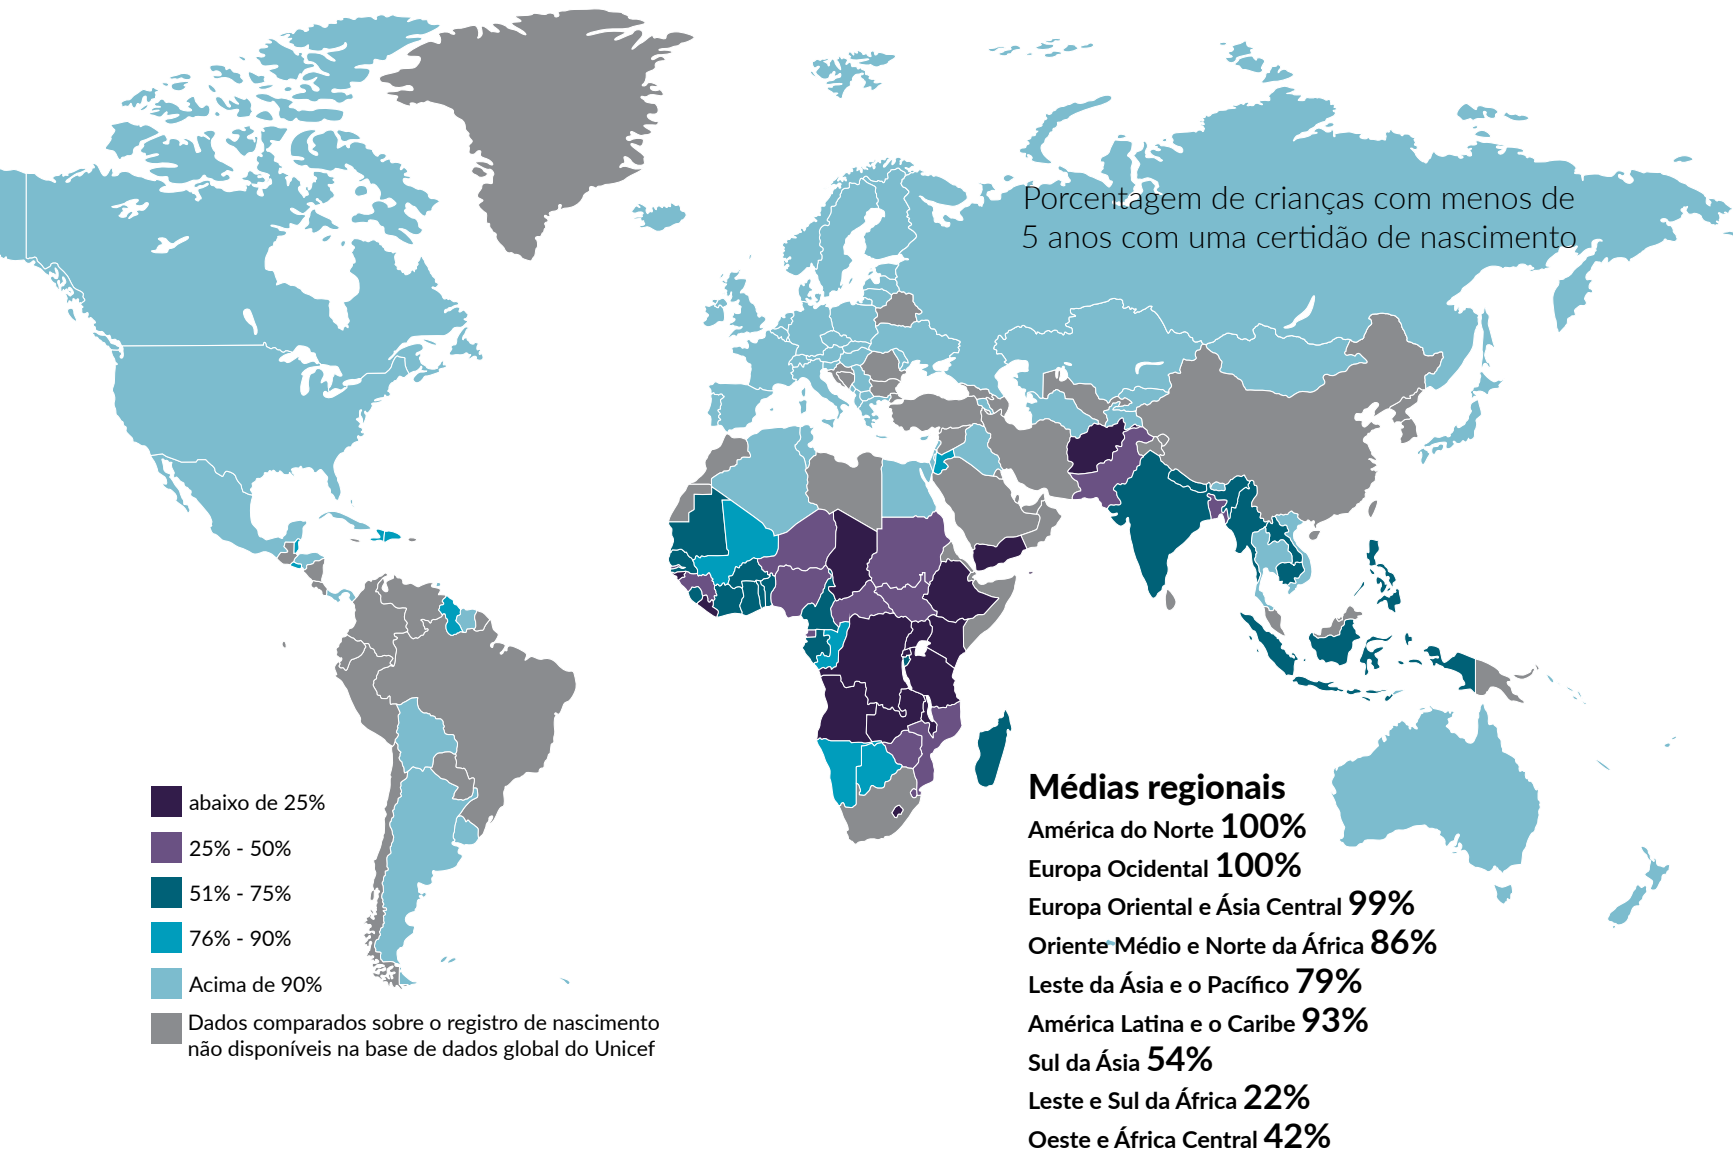 Porcentagem de crianças com menos de
5 anos com uma certidão de nascimento
abaixo de 25%
25% - 50%
51% - 75%
76% - 90%
Acima de 90%
Dados comparados sobre o registro de nascimento
não disponíveis na base de dados global do Unicef
Médias regionais
América do Norte 100%
Europa Ocidental 100%
Europa Oriental e Ásia Central 99%
Oriente Médio e Norte da África 86%
Leste da Ásia e o Pacífico 79%
América Latina e o Caribe 93%
Sul da Ásia 54%
Leste e Sul da África 22%
Oeste e África Central 42%